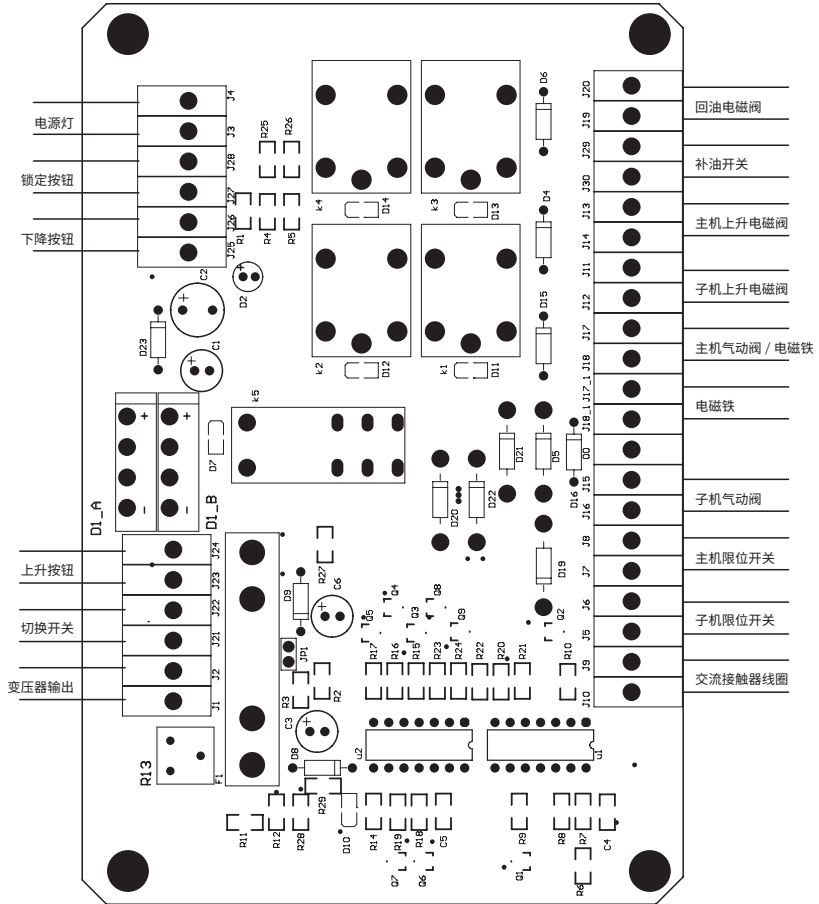 电源灯
锁定按钮
下降按钮
上升按钮
切换开关
变压器输出
J4
J3
J28
J27
J26
J25
J24
J23
J22
J21
J2
J1
R25
R26
R1
R4
R5
C2
D2
D23
C1
k4
D14
k3
D13
k2
D12
k1
D11
D6
D4
D15
k5
D7
+
+
-
-
D1_A
D1_B
D21
D5
D16
D20
D22
D19
R27
C6
D9
JP1
R3
R2
C3
D8
F1
R13
R29
Q5
Q4
Q3
Q8
Q9
Q2
R17
R16
R15
R23
R24
R22
R20
R21
R10
u2
u1
R11
R12
R28
D10
R14
R19
R18
C5
R9
R8
R7
C4
Q7
Q6
Q1
R6
J20
J19
J29
J30
J13
J14
J11
J12
J17
J18
J17_1
J18_1
00
J15
J16
J8
J7
J6
J5
J9
J10
回油电磁阀
补油开关
主机上升电磁阀
子机上升电磁阀
主机气动阀 / 电磁铁
电磁铁
子机气动阀
主机限位开关
子机限位开关
交流接触器线圈